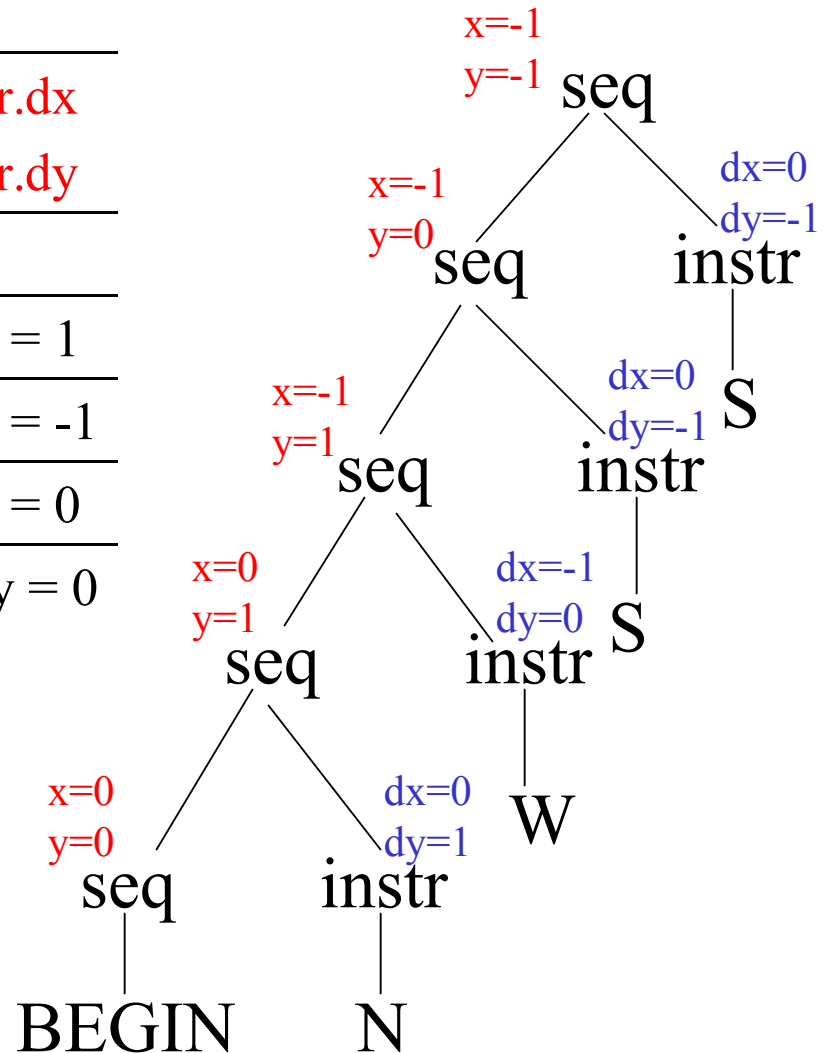 r.dx
r.dy
= 1
= -1
= 0
y = 0
x=-1
y=-1
seq
x=-1
y=0
seq
dx=0
dy=-1
instr
S
x=-1
y=1
seq
dx=0
dy=-1
instr
S
x=0
y=1
seq
dx=-1
dy=0
instr
W
x=0
y=0
seq
BEGIN
dx=0
dy=1
instr
N